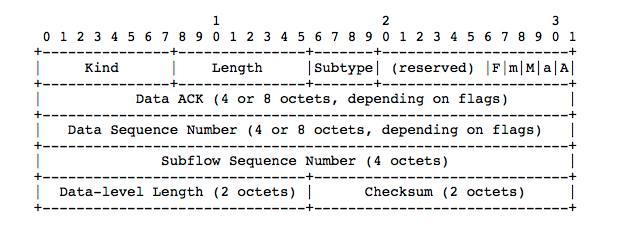 1                   2                   3
 0 1 2 3 4 5 6 7 8 9 0 1 2 3 4 5 6 7 8 9 0 1 2 3 4 5 6 7 8 9 0 1
+---------------+---------------+-------+----------------------+
|     Kind      |    Length     |Subtype| (reserved) |F|m|M|a|A|
+---------------+---------------+-------+----------------------+
|           Data ACK (4 or 8 octets, depending on flags)       |
+--------------------------------------------------------------+
|   Data Sequence Number (4 or 8 octets, depending on flags)   |
+--------------------------------------------------------------+
|              Subflow Sequence Number (4 octets)              |
+-------------------------------+------------------------------+
|  Data-level Length (2 octets) |      Checksum (2 octets)     |
+-------------------------------+------------------------------+